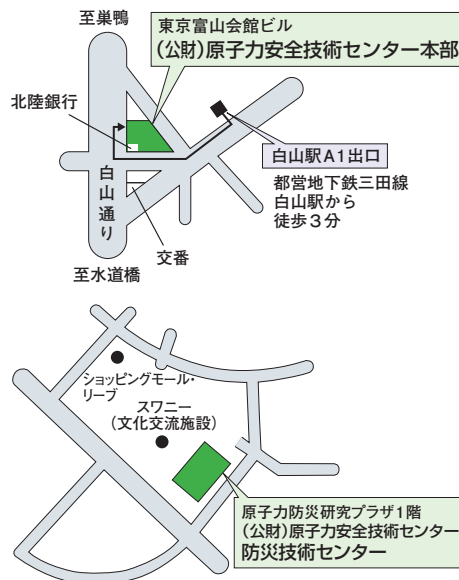 至巣鴨
東京富山会館ビル
(公財)原子力安全技術センター本部
北陸銀行
白山駅A1出口
都営地下鉄三田線
白山駅から
徒歩3分
白山通り
交番
至水道橋
ショッピングモール・
リーブ
スワニー
(文化交流施設)
原子力防災研究プラザ1階
(公財)原子力安全技術センター
防災技術センター